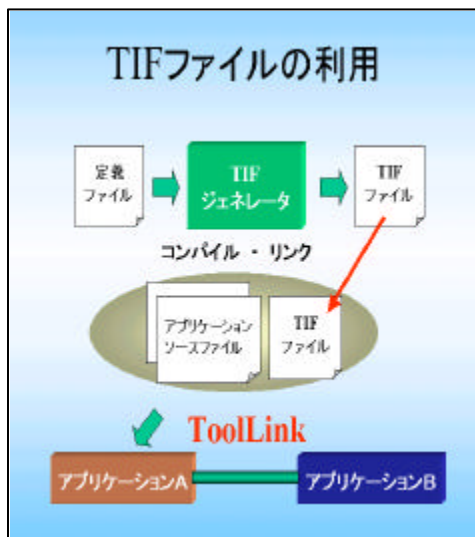 TIFファイルの利用
定義
ファイル
TIF
ジェネレータ
TIF
ファイル
コンパイル ・ リンク
アプリケーション
ソースファイル
TIF
ファイル
ToolLink
アプリケーションA
アプリケーションB